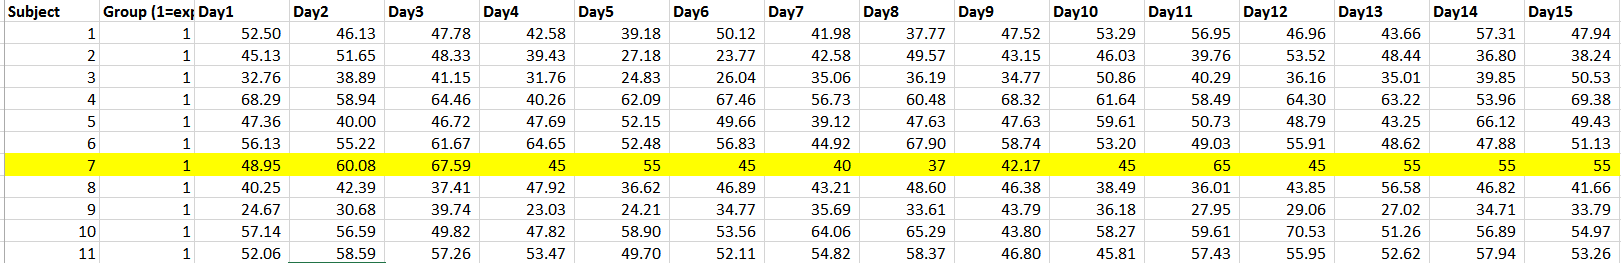 Subject Group (1=exp Day1 Day2 Day3 Day4 Day5 Day6 Day7 Day8 Day9 Day10 Day11 Day12 Day13 Day14 Day15
1 1 52.50 46.13 47.78 42.58 39.18 50.12 41.98 37.77 47.52 53.29 56.95 46.96 43.66 57.31 47.94
2 1 45.13 51.65 48.33 39.43 27.18 23.77 42.58 49.57 43.15 46.03 39.76 53.52 48.44 36.80 38.24
3 1 32.76 38.89 41.15 31.76 24.83 26.04 35.06 36.19 34.77 50.86 40.29 36.16 35.01 39.85 50.53
4 1 68.29 58.94 64.46 40.26 62.09 67.46 56.73 60.48 68.32 61.64 58.49 64.30 63.22 53.96 69.38
5 1 47.36 40.00 46.72 47.69 52.15 49.66 39.12 47.63 47.63 59.61 50.73 48.79 43.25 66.12 49.43
6 1 56.13 55.22 61.67 64.65 52.48 56.83 44.92 67.90 58.74 53.20 49.03 55.91 48.62 47.88 51.13
7 1 48.95 60.08 67.59 45 55 45 40 37 42.17 45 65 45 55 55 55
8 1 40.25 42.39 37.41 47.92 36.62 46.89 43.21 48.60 46.38 38.49 36.01 43.85 56.58 46.82 41.66
9 1 24.67 30.68 39.74 23.03 24.21 34.77 35.69 33.61 43.79 36.18 27.95 29.06 27.02 34.71 33.79
10 1 57.14 56.59 49.82 47.82 58.90 53.56 64.06 65.29 43.80 58.27 59.61 70.53 51.26 56.89 54.97
11 1 52.06 58.59 57.26 53.47 49.70 52.11 54.82 58.37 46.80 45.81 57.43 55.95 52.62 57.94 53.26